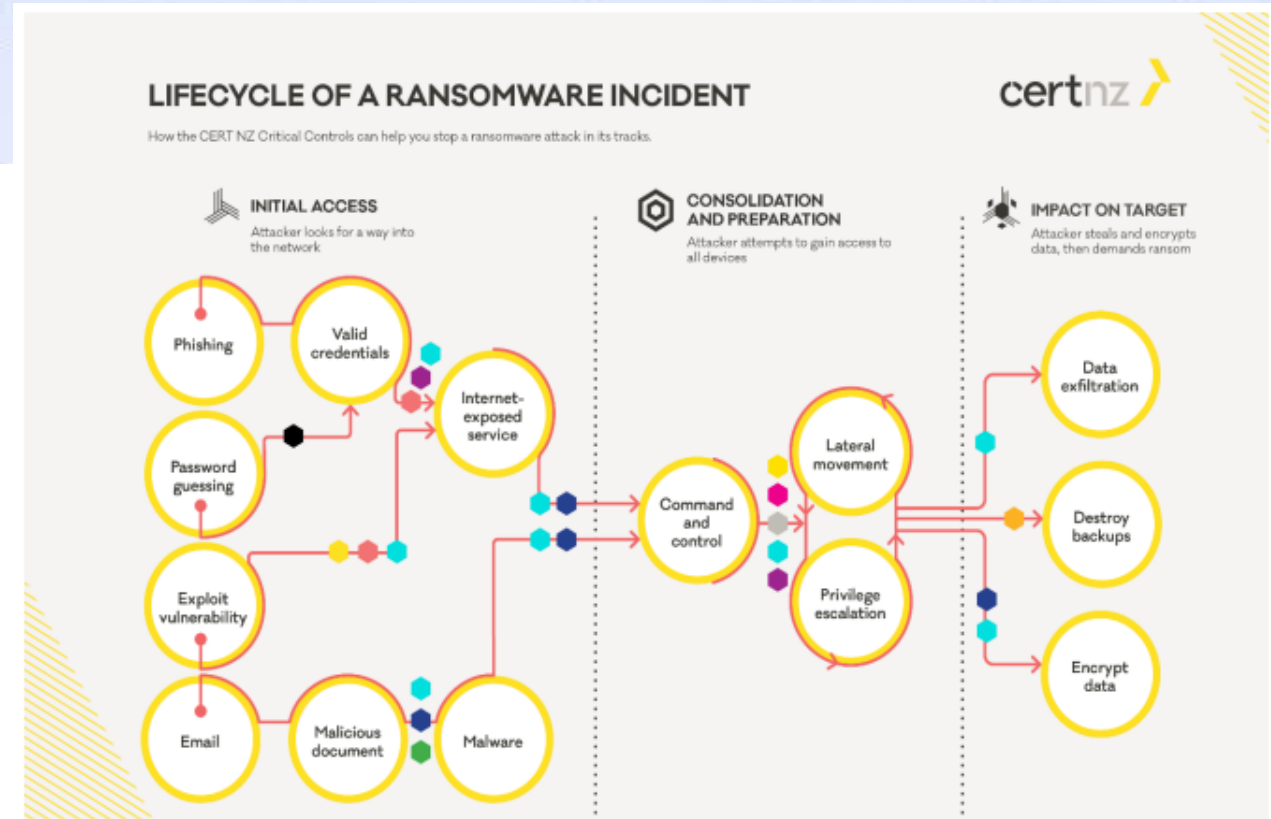 LIFECYCLE OF A RANSOMWARE INCIDENT
certnz
How the CERT NZ Critical Controls can help you stop a ransomware attack in its tracks.
INITIAL ACCESS
Attacker looks for a way into
the network
CONSOLIDATION
AND PREPARATION
Attacker attempts to gain access to
all devices
IMPACT ON TARGET
Attacker steals and encrypts
data, then demands ransom
Phishing
Valid
credentials
Internet-
exposed
service
Password
guessing
Exploit
vulnerability
Email
Malicious
document
Malware
Command
and
control
Lateral
movement
Privilege
escalation
Data
exfiltration
Destroy
backups
Encrypt
data